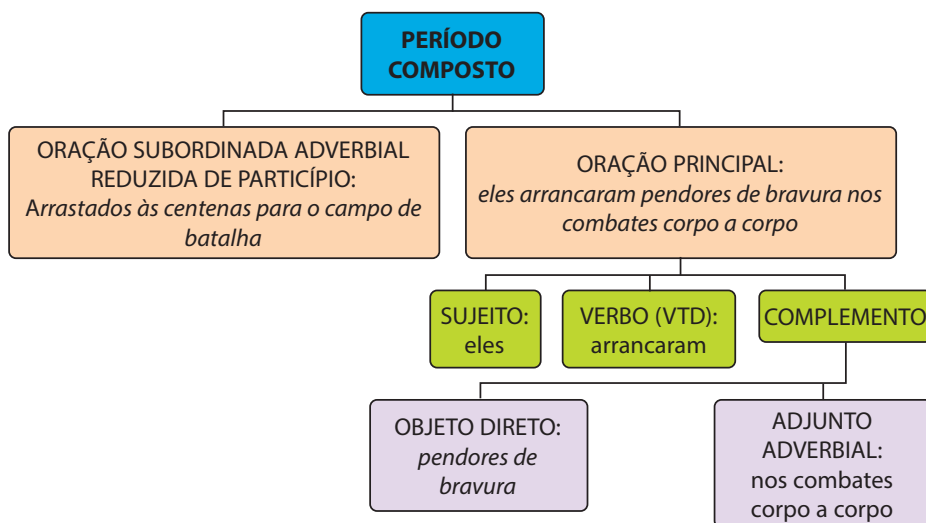 PERÍODO
COMPOSTO
ORAÇÃO SUBORDINADA ADVERBIAL
REDUZIDA DE PARTICÍPIO:
Arrastados às centenas para o campo de
batalha
ORAÇÃO PRINCIPAL:
eles arrancaram pendores de bravura nos
combates corpo a corpo
SUJEITO:
eles
VERBO (VTD):
arrancaram
COMPLEMENTO
OBJETO DIRETO:
pendores de
bravura
ADJUNTO
ADVERBIAL:
nos combates
corpo a corpo